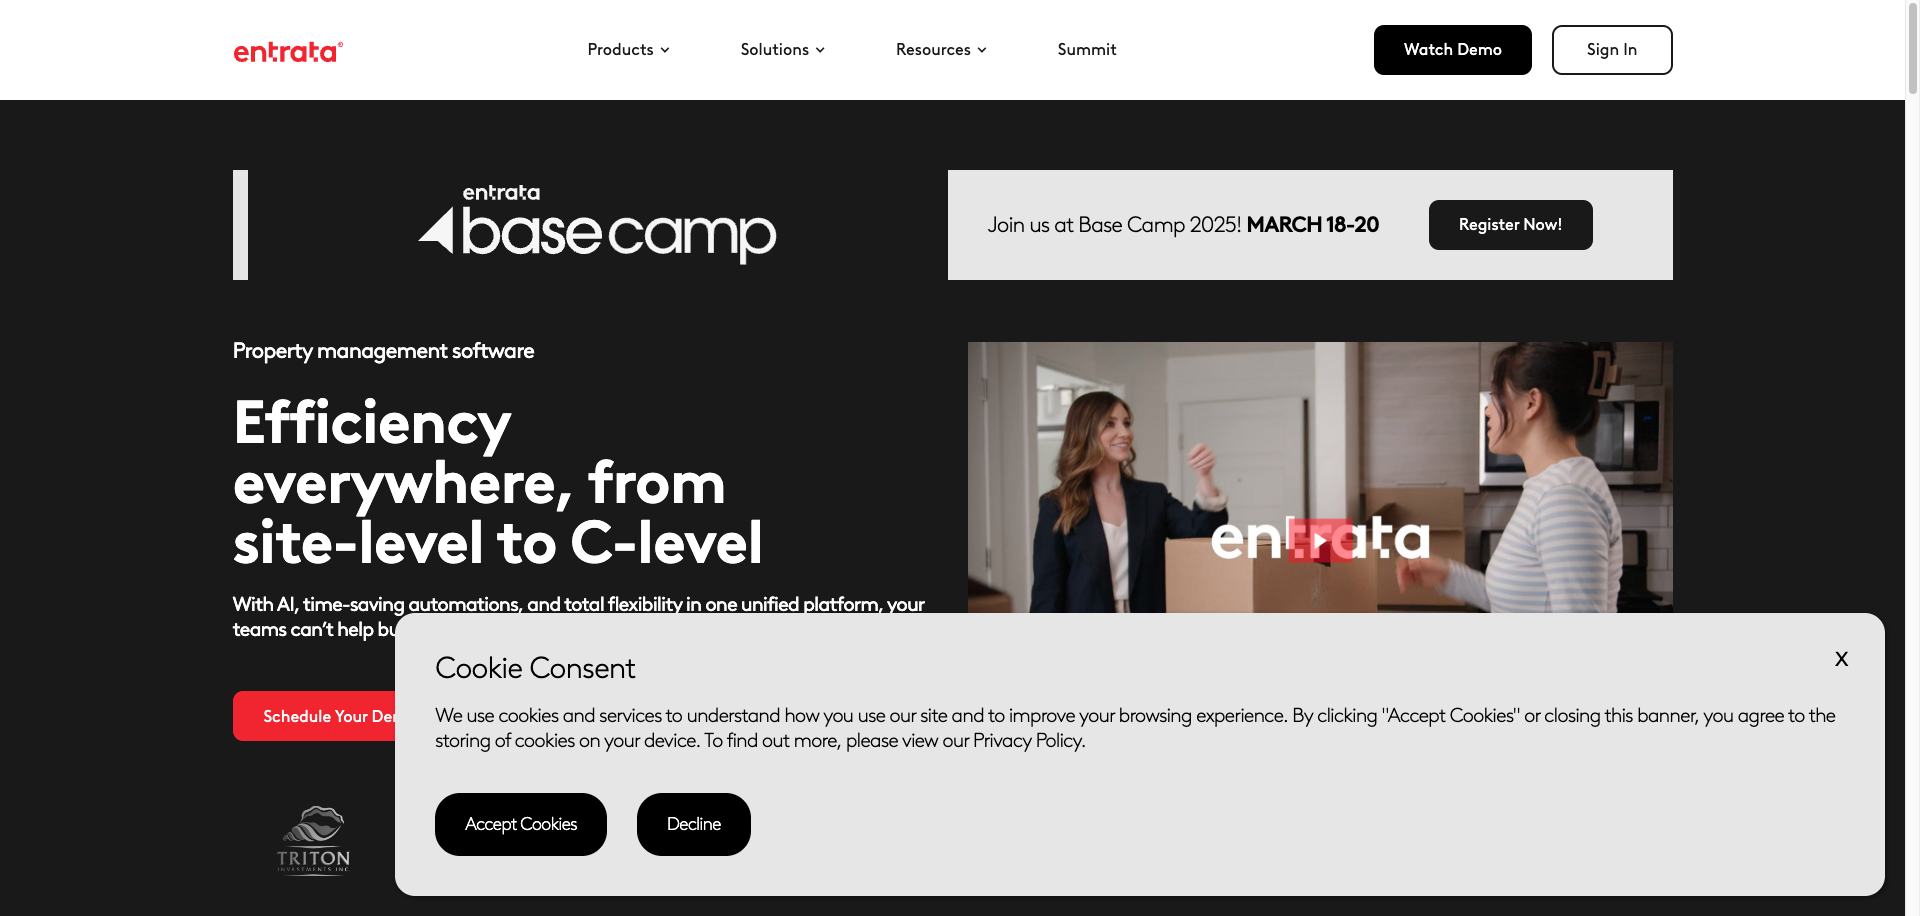 entrata
Products
Solutions
Resources
Summit
Watch Demo
Sign In
entrata
base camp
Join us at Base Camp 2025! MARCH 18-20
Register Now!
Property management software
Efficiency
everywhere, from
site-level to C-level
With AI, time-saving automations, and total flexibility in one unified platform, your
teams can't help
Schedule Your
entrata
Cookie Consent
X
We use cookies and services to understand how you use our site and to improve your browsing experience. By clicking "Accept Cookies" or closing this banner, you agree to the
storing of cookies on your device. To find out more, please view our Privacy Policy.
Accept Cookies
Decline
TRITON
INVESTMENTS INC